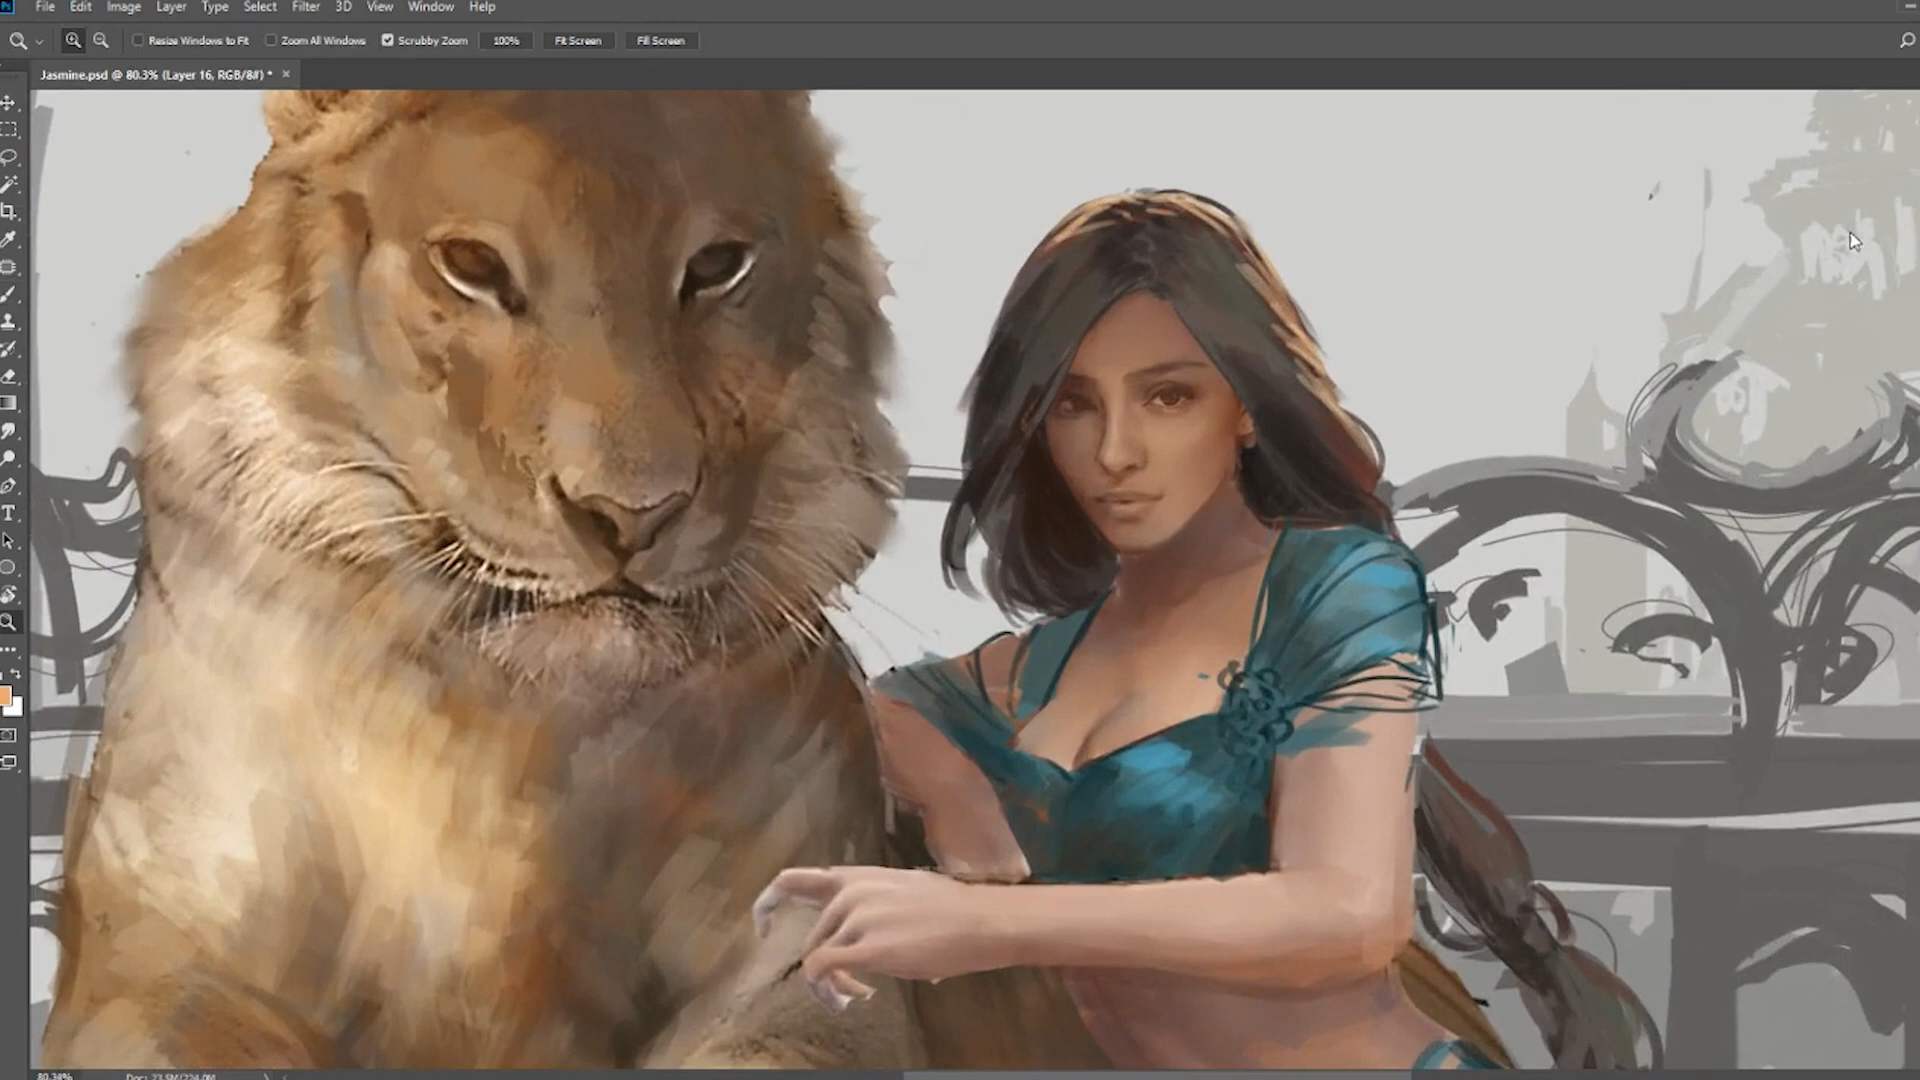 Ps File Edit Image Layer Type Select Filter 3D View Window Help
Resize Windows to Fit Zoom All Windows Scrubby Zoom 100% Fit Screen Fill Screen
Jasmine.psd @ 80.3% (Layer 16, RGB/8#) * ×
T